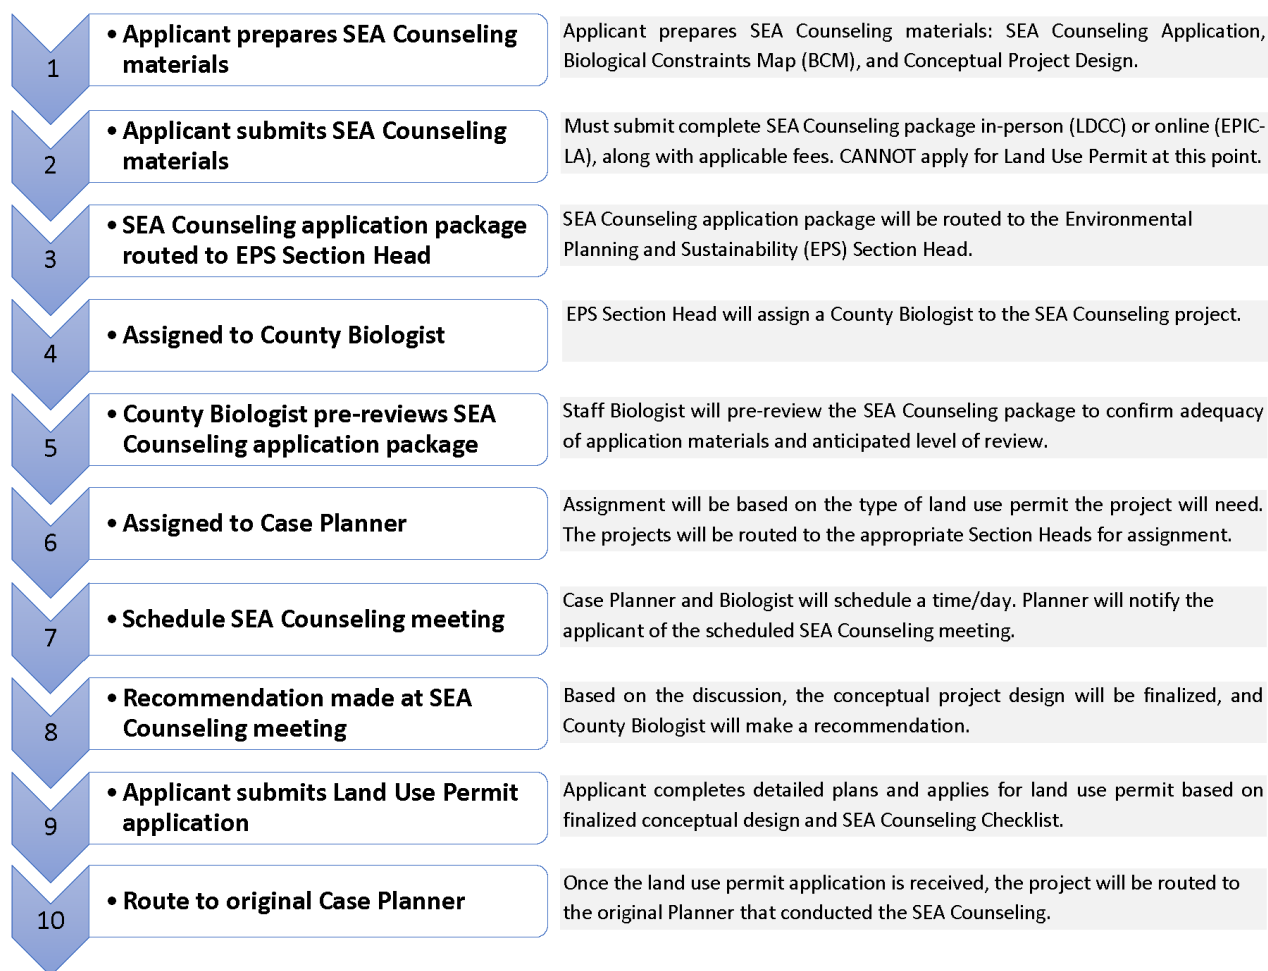 1
• Applicant prepares SEA Counseling
materials
Applicant prepares SEA Counseling materials: SEA Counseling Application,
Biological Constraints Map (BCM), and Conceptual Project Design.
2
• Applicant submits SEA Counseling
materials
Must submit complete SEA Counseling package in-person (LDCC) or online (EPIC-
LA), along with applicable fees. CANNOT apply for Land Use Permit at this point.
3
• SEA Counseling application package
routed to EPS Section Head
SEA Counseling application package will be routed to the Environmental
Planning and Sustainability (EPS) Section Head.
4
• Assigned to County Biologist
EPS Section Head will assign a County Biologist to the SEA Counseling project.
5
• County Biologist pre-reviews SEA
Counseling application package
Staff Biologist will pre-review the SEA Counseling package to confirm adequacy
of application materials and anticipated level of review.
6
• Assigned to Case Planner
Assignment will be based on the type of land use permit the project will need.
The projects will be routed to the appropriate Section Heads for assignment.
7
• Schedule SEA Counseling meeting
Case Planner and Biologist will schedule a time/day. Planner will notify the
applicant of the scheduled SEA Counseling meeting.
8
• Recommendation made at SEA
Counseling meeting
Based on the discussion, the conceptual project design will be finalized, and
County Biologist will make a recommendation.
9
• Applicant submits Land Use Permit
application
Applicant completes detailed plans and applies for land use permit based on
finalized conceptual design and SEA Counseling Checklist.
10
• Route to original Case Planner
Once the land use permit application is received, the project will be routed to
the original Planner that conducted the SEA Counseling.